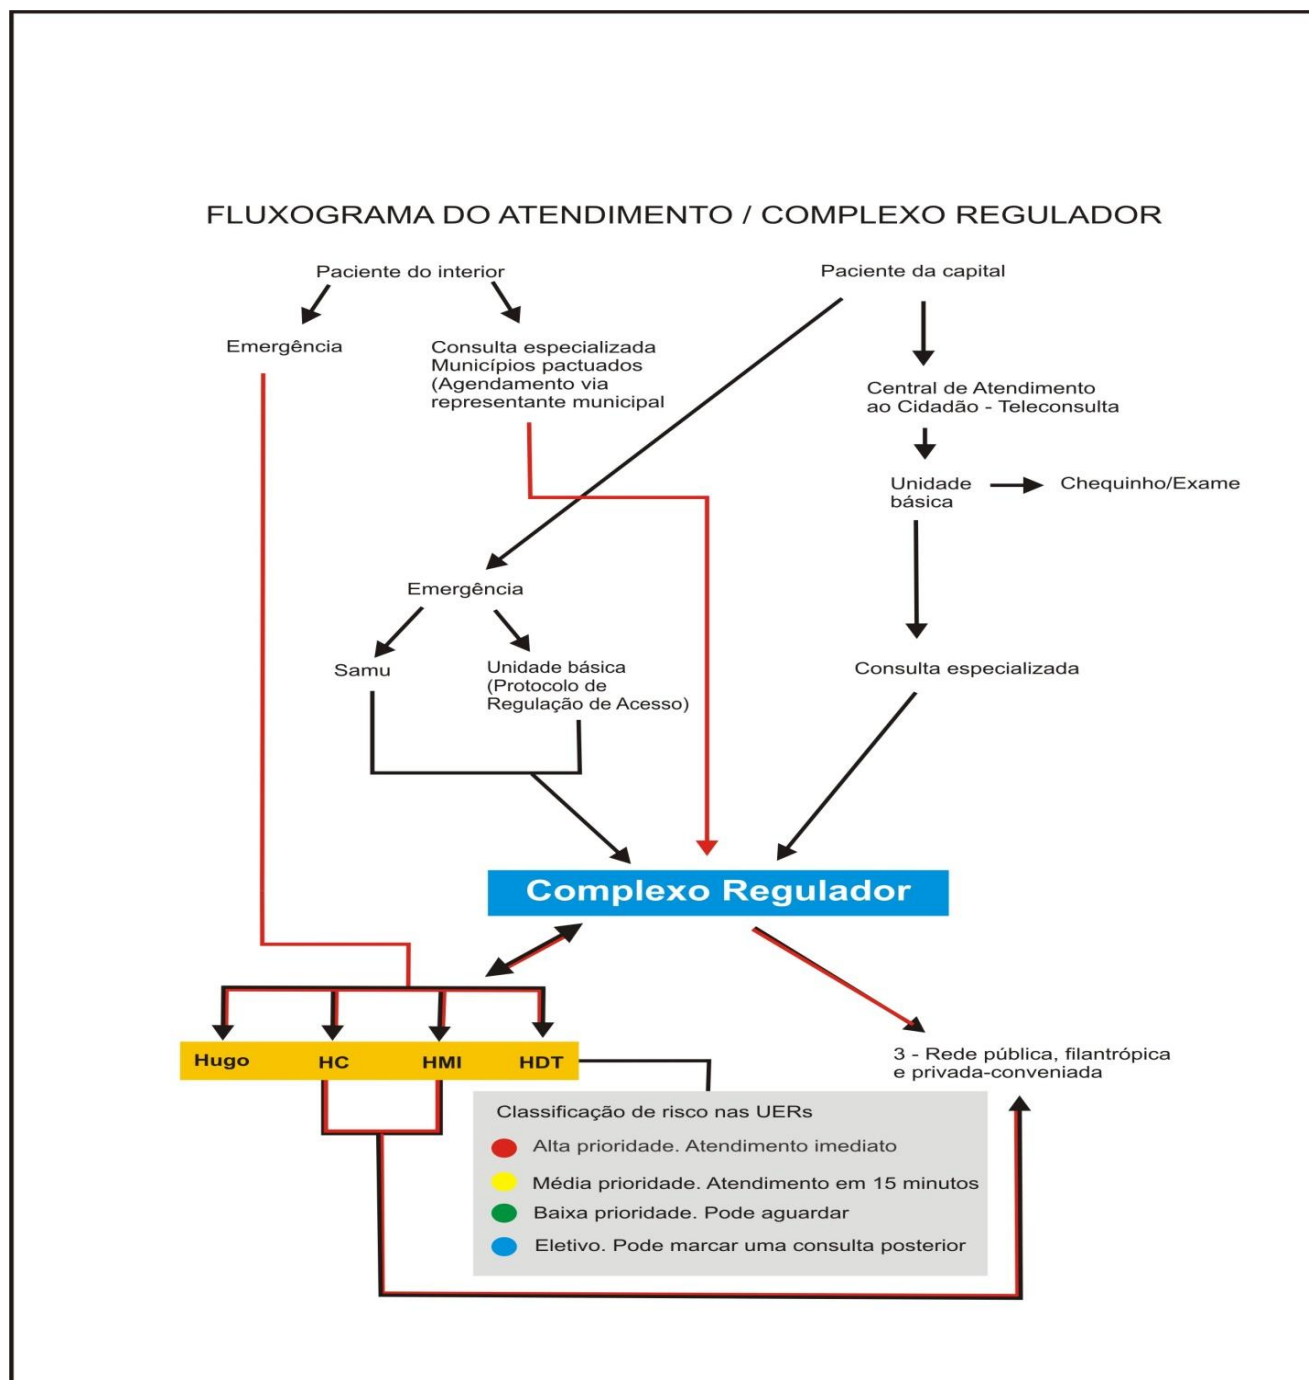 FLUXOGRAMA DO ATENDIMENTO / COMPLEXO REGULADOR
Paciente do interior
Paciente da capital
Emergência
Consulta especializada
Municípios pactuados
(Agendamento via
representante municipal
Central de Atendimento
ao Cidadão - Teleconsulta
Unidade
básica
Chequinho/Exame
Emergência
Samu
Unidade básica
(Protocolo de
Regulação de Acesso)
Consulta especializada
Complexo Regulador
Hugo HC HMI HDT
3 - Rede pública, filantrópica
e privada-conveniada
Classificação de risco nas UERs
Alta prioridade. Atendimento imediato
Média prioridade. Atendimento em 15 minutos
Baixa prioridade. Pode aguardar
Eletivo. Pode marcar uma consulta posterior